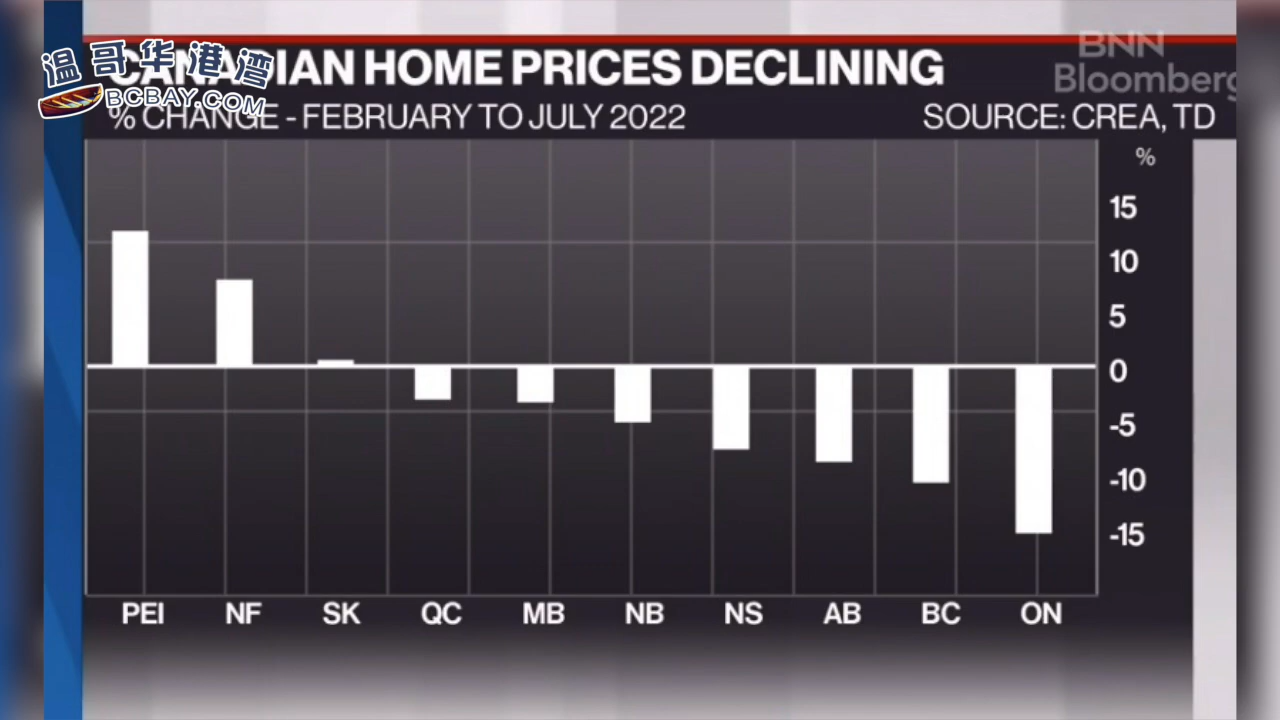 温哥华港湾
BCBAY.COM
BNN
Bloomberg
CANADIAN HOME PRICES DECLINING
% CHANGE - FEBRUARY TO JULY 2022
SOURCE: CREA, TD
%
15
10
5
0
-5
-10
-15
PEI NF SK QC MB NB NS AB BC ON